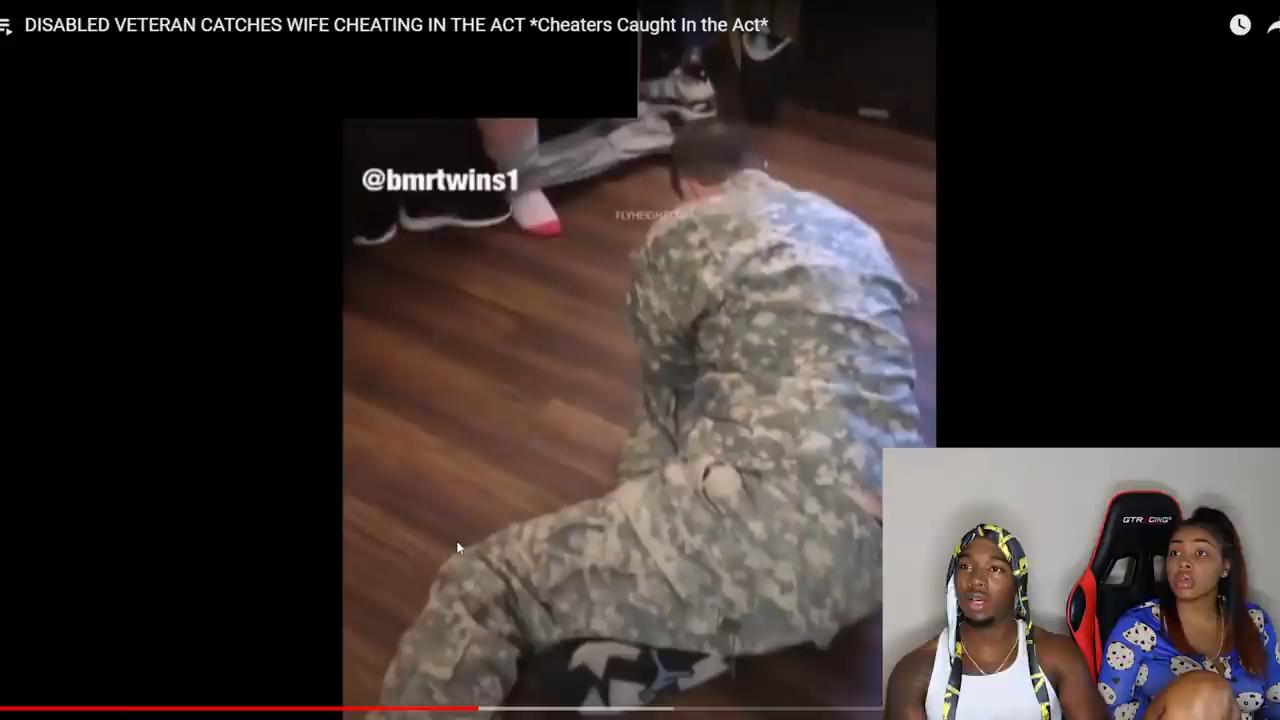 DISABLED VETERAN CATCHES WIFE CHEATING IN THE ACT *Cheaters Caught In the Act*
@bmrtwins1
GTRACING